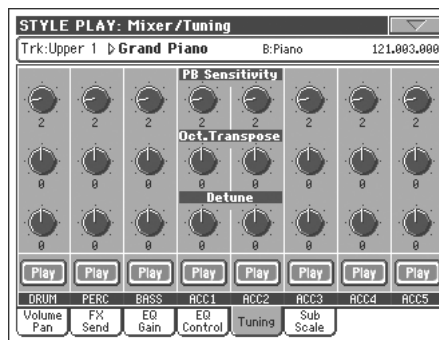 STYLE PLAY: Mixer/Tuning
Trk:Upper 1 ▷Grand Piano B:Piano 121.003.000
PB Sensitivity
2 2 2 2 2 2 2 2
Oct.Transpose
0 0 0 0 0 0 0 0
Detune
0 0 0 0 0 0 0 0
Play Play Play Play Play Play Play Play
DRUM PERC BASS ACC1 ACC2 ACC3 ACC4 ACC5
Volume Pan FX Send EQ Gain EQ Control Tuning Sub Scale